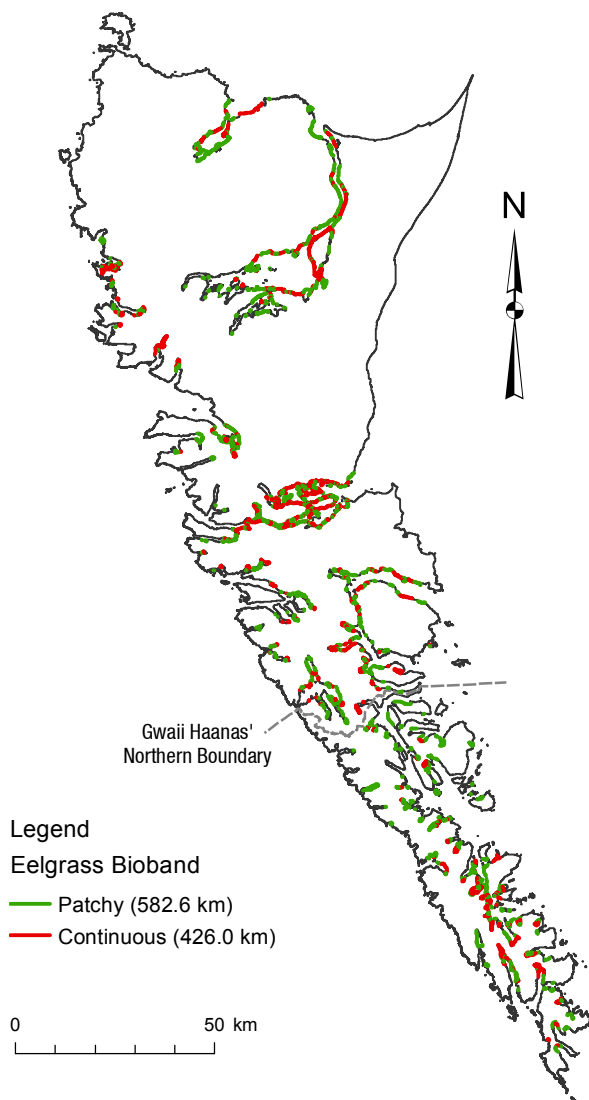 N
Gwaii Haanas'
Northern Boundary
Legend
Eelgrass Bioband
Patchy (582.6 km)
Continuous (426.0 km)
0 50 km